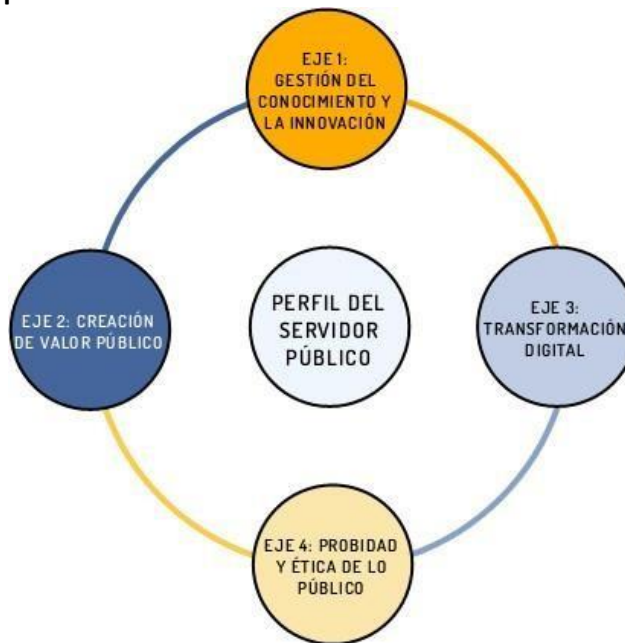 EJE 1:
GESTIÓN DEL
CONOCIMIENTO Y
LA INNOVACIÓN
EJE 2: CREACIÓN
DE VALOR PÚBLICO
PERFIL DEL
SERVIDOR
PÚBLICO
EJE 3:
TRANSFORMACIÓN
DIGITAL
EJE 4: PROBIDAD
Y ÉTICA DE LO
PÚBLICO